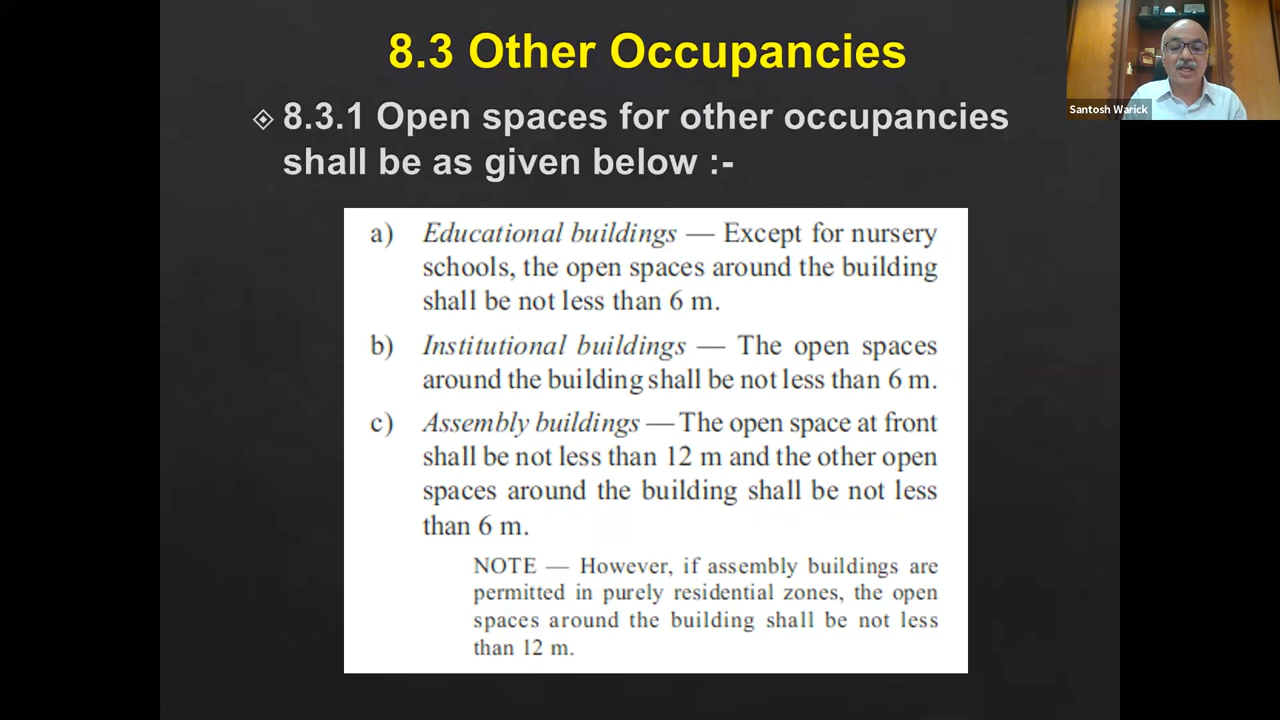 8.3 Other Occupancies
Santosh Warick
8.3.1 Open spaces for other occupancies
shall be as given below :-
a) Educational buildings — Except for nursery
schools, the open spaces around the building
shall be not less than 6 m.
b) Institutional buildings — The open spaces
around the building shall be not less than 6 m.
c) Assembly buildings — The open space at front
shall be not less than 12 m and the other open
spaces around the building shall be not less
than 6 m.
NOTE — However, if assembly buildings are
permitted in purely residential zones, the open
spaces around the building shall be not less
than 12 m.